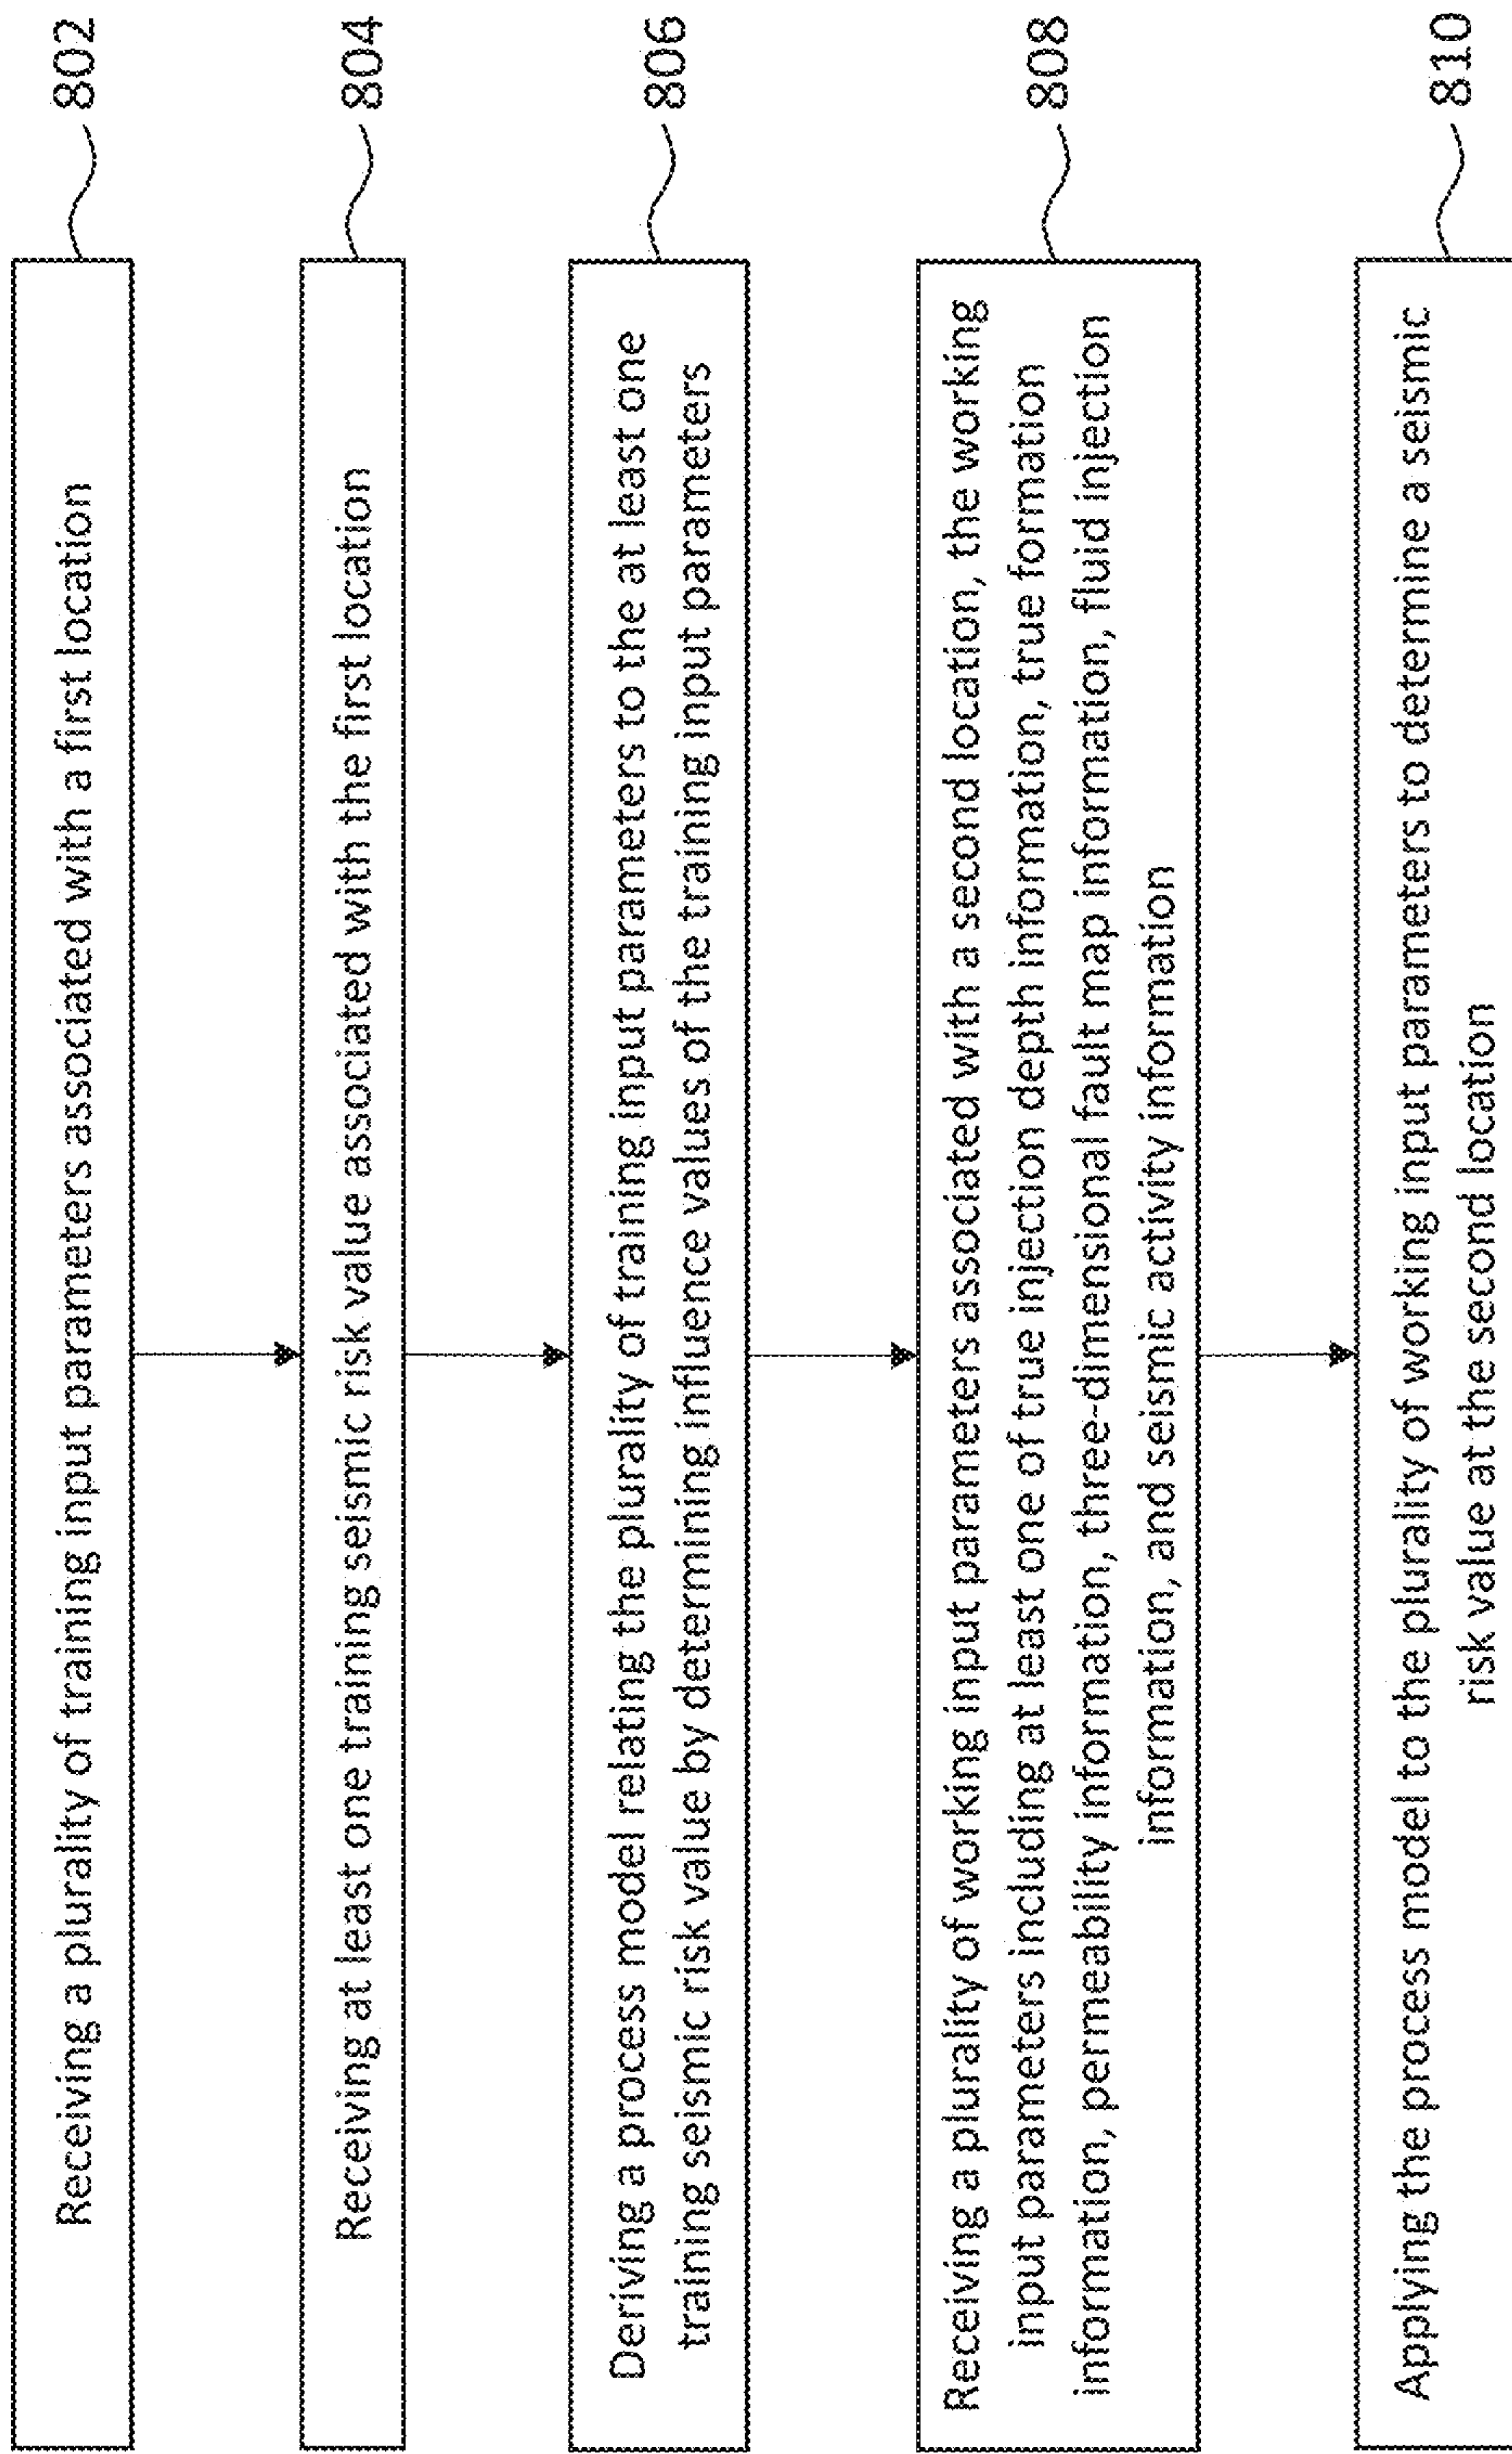 Receiving a plurality of training input parameters associated with a first location
802
Receiving at least one training seismic risk value associated with the first location
804
Deriving a process model relating the plurality of training input parameters to the at least one
training seismic risk value by determining influence values of the training input parameters
806
Receiving a plurality of working input parameters associated with a second location, the working
input parameters including at least one of true injection depth information, true formation
information, permeability information, three-dimensional fault map information, fluid injection
information, and seismic activity information
808
Applying the process model to the plurality of working input parameters to determine a seismic
risk value at the second location
810